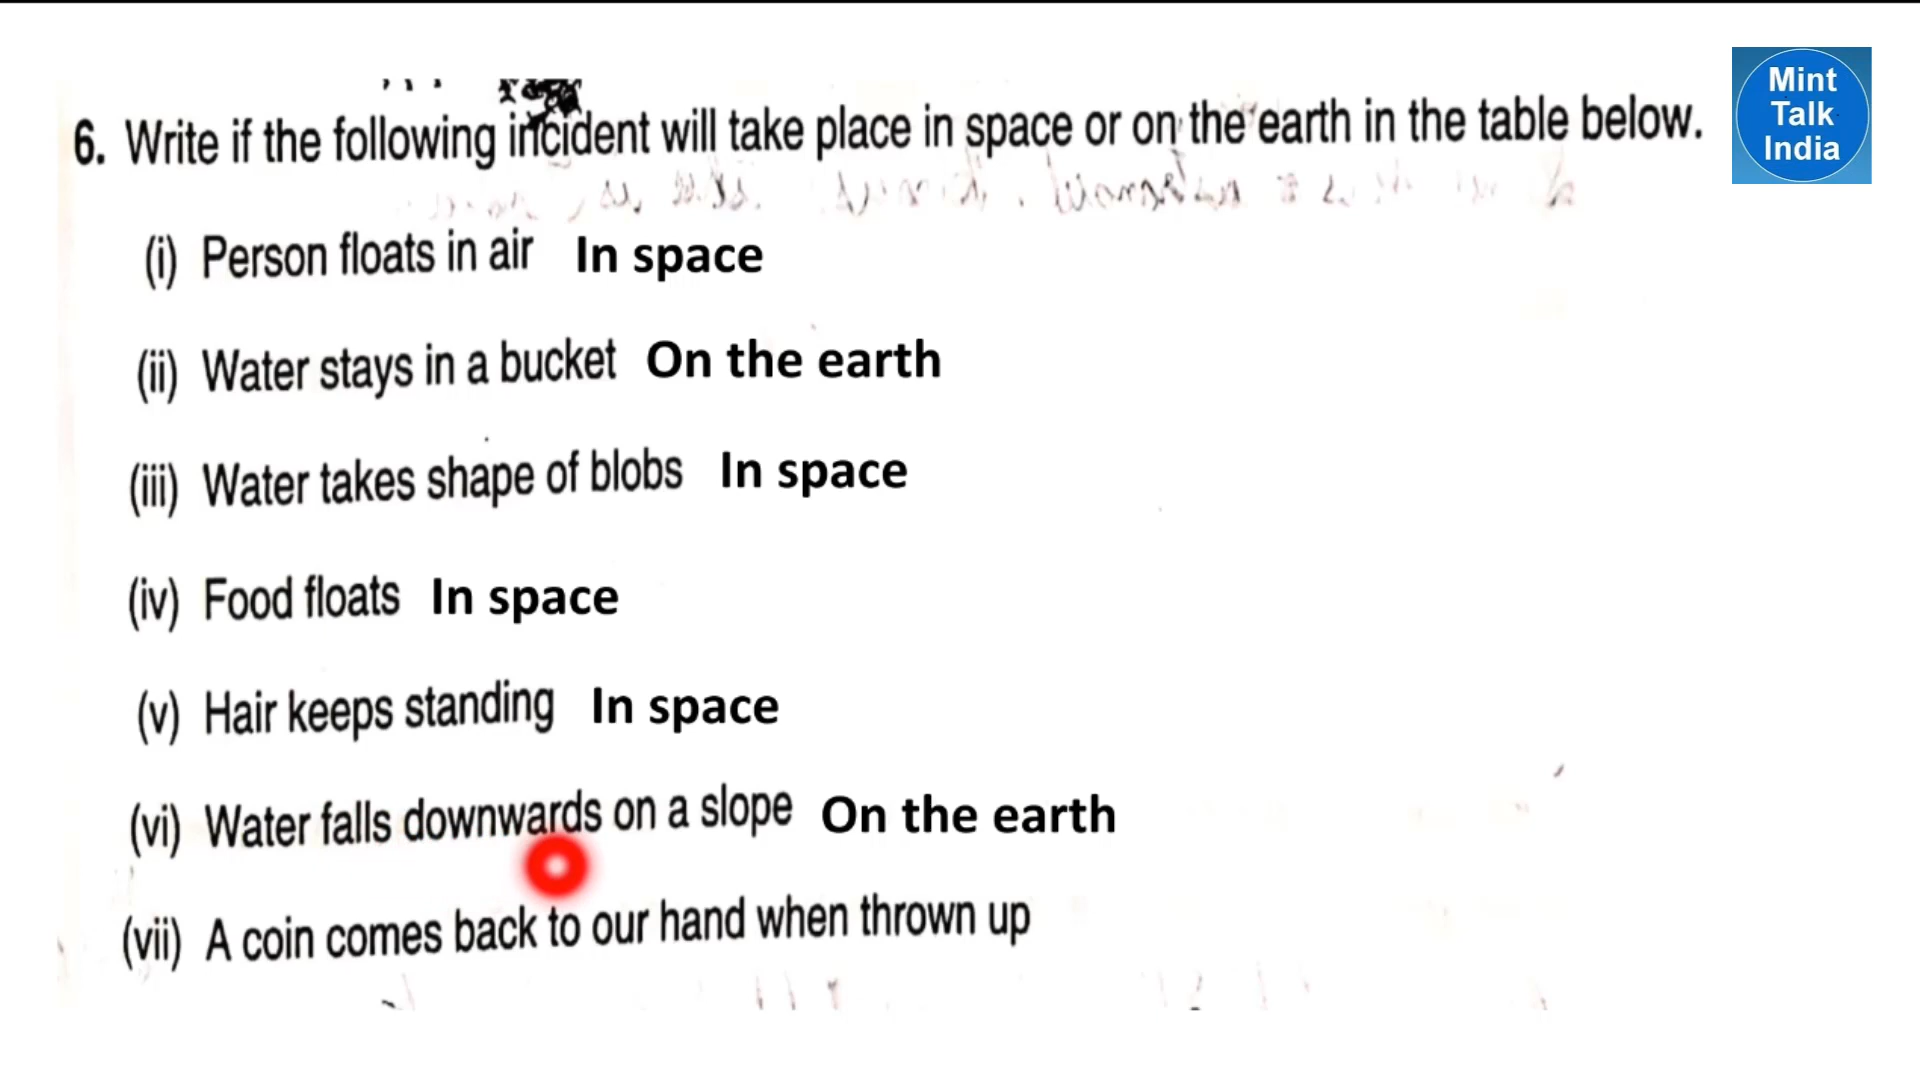 Mint
Talk
India
6. Write if the following incident will take place in space or on the earth in the table below.
(i) Person floats in air In space
(ii) Water stays in a bucket On the earth
(iii) Water takes shape of blobs In space
(iv) Food floats In space
(v) Hair keeps standing In space
(vi) Water falls downwards on a slope On the earth
(vii) A coin comes back to our hand when thrown up